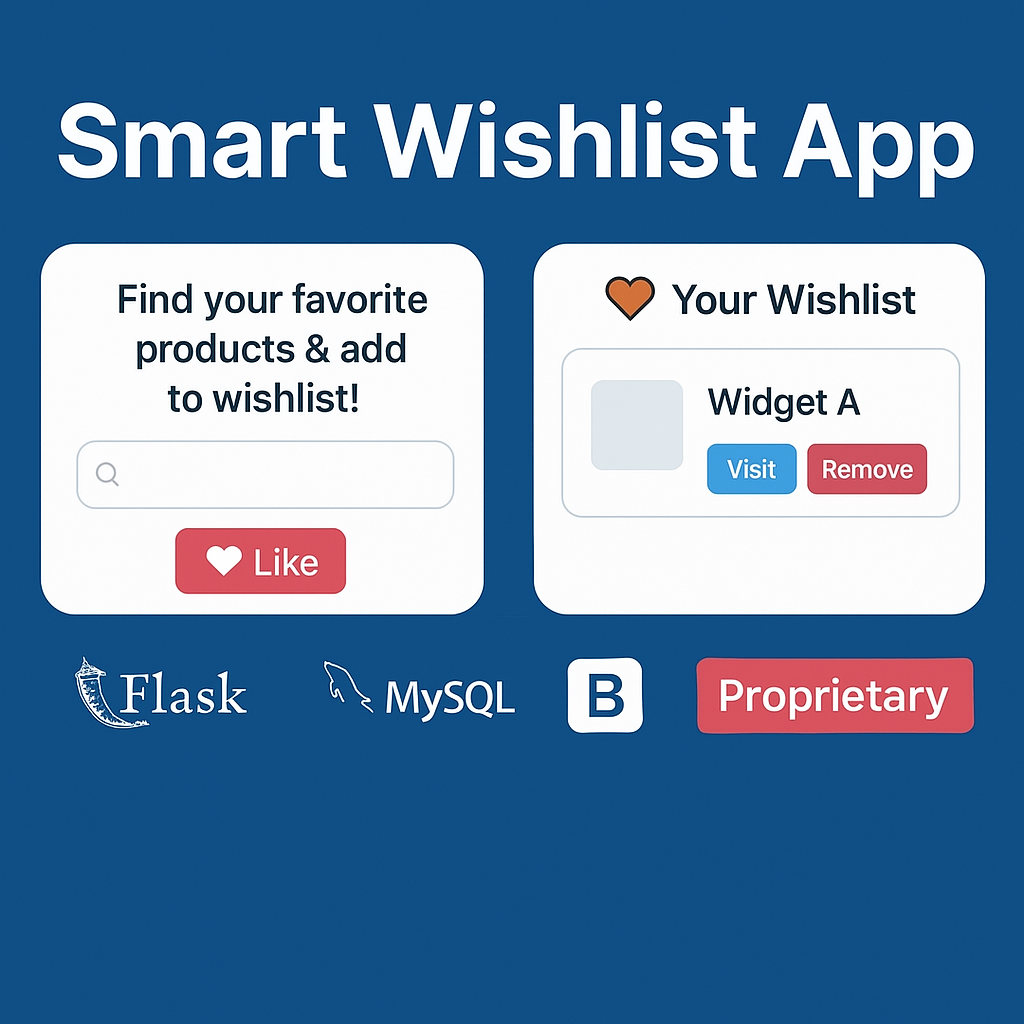 Smart Wishlist App
Find your favorite
products & add
to wishlist!
Like
Your Wishlist
Widget A
Visit
Remove
Flask
MySQL
B
Proprietary